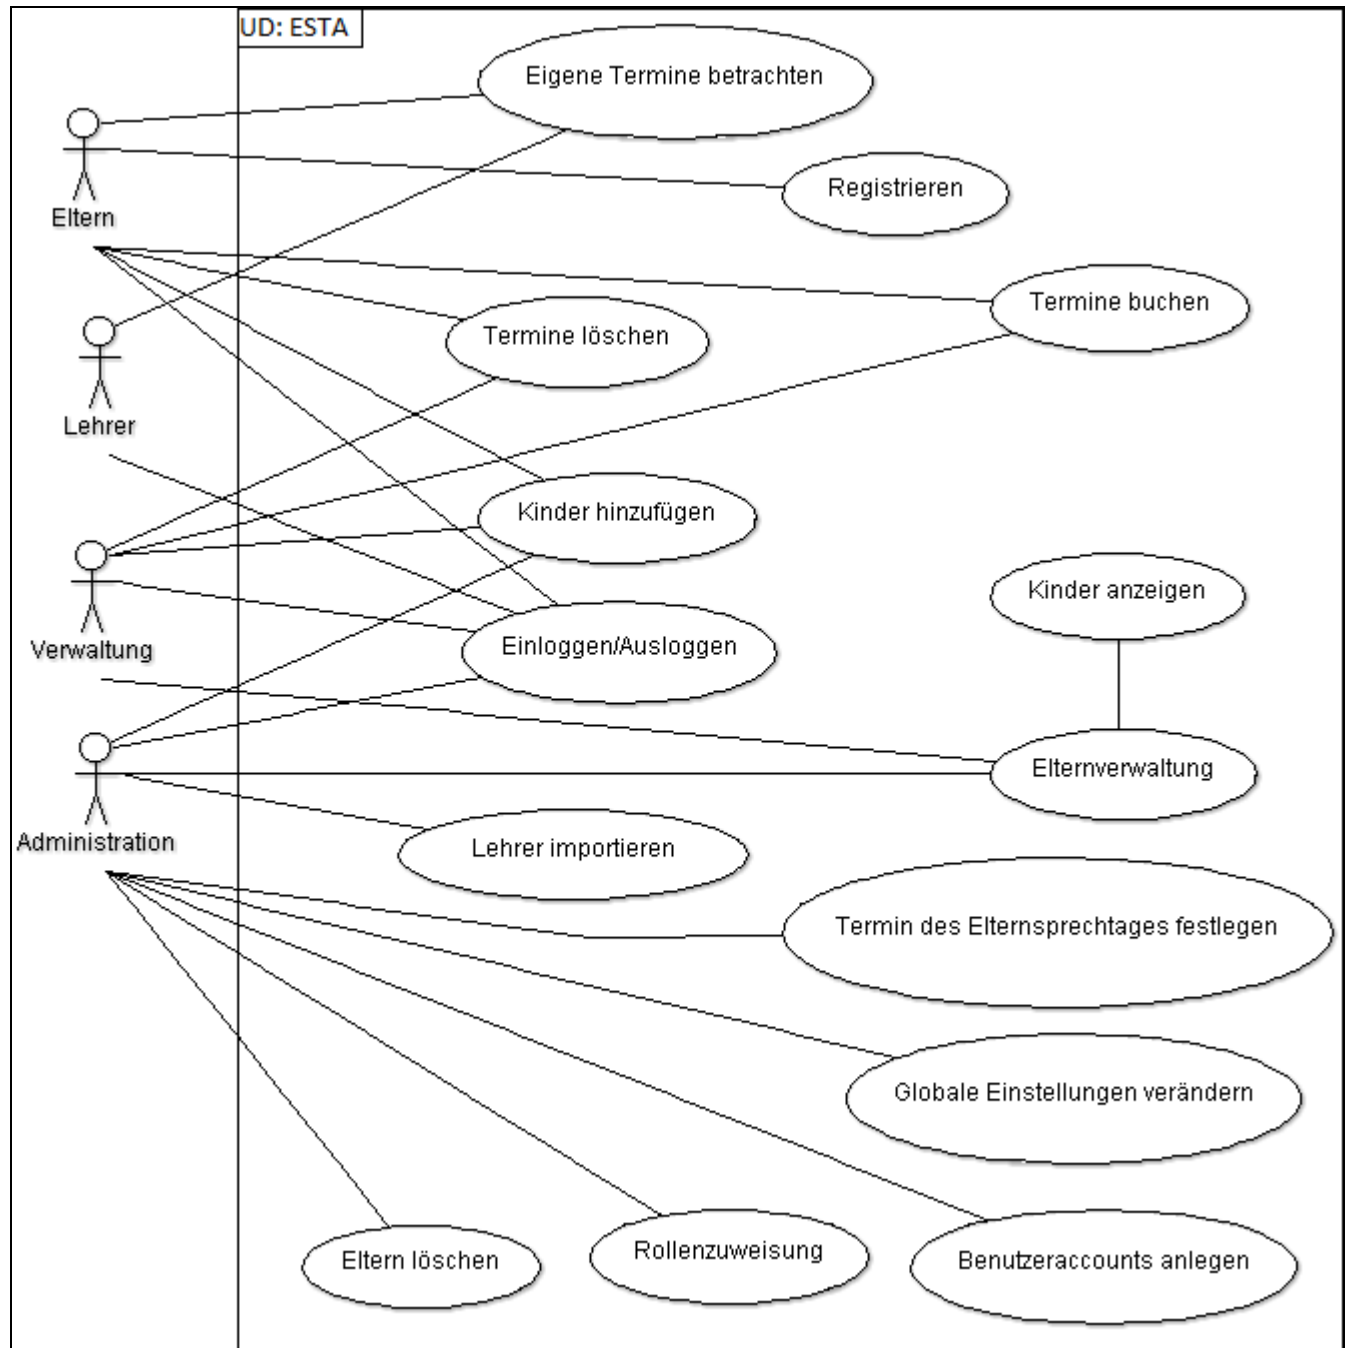 UD: ESTA
Eigene Termine betrachten
Registrieren
Eltern
Termine buchen
Termine löschen
Lehrer
Kinder hinzufügen
Kinder anzeigen
Einloggen/Ausloggen
Verwaltung
Elternverwaltung
Administration
Lehrer importieren
Termin des Elternsprechtages festlegen
Globale Einstellungen verändern
Rollenzuweisung
Benutzeraccounts anlegen
Eltern löschen